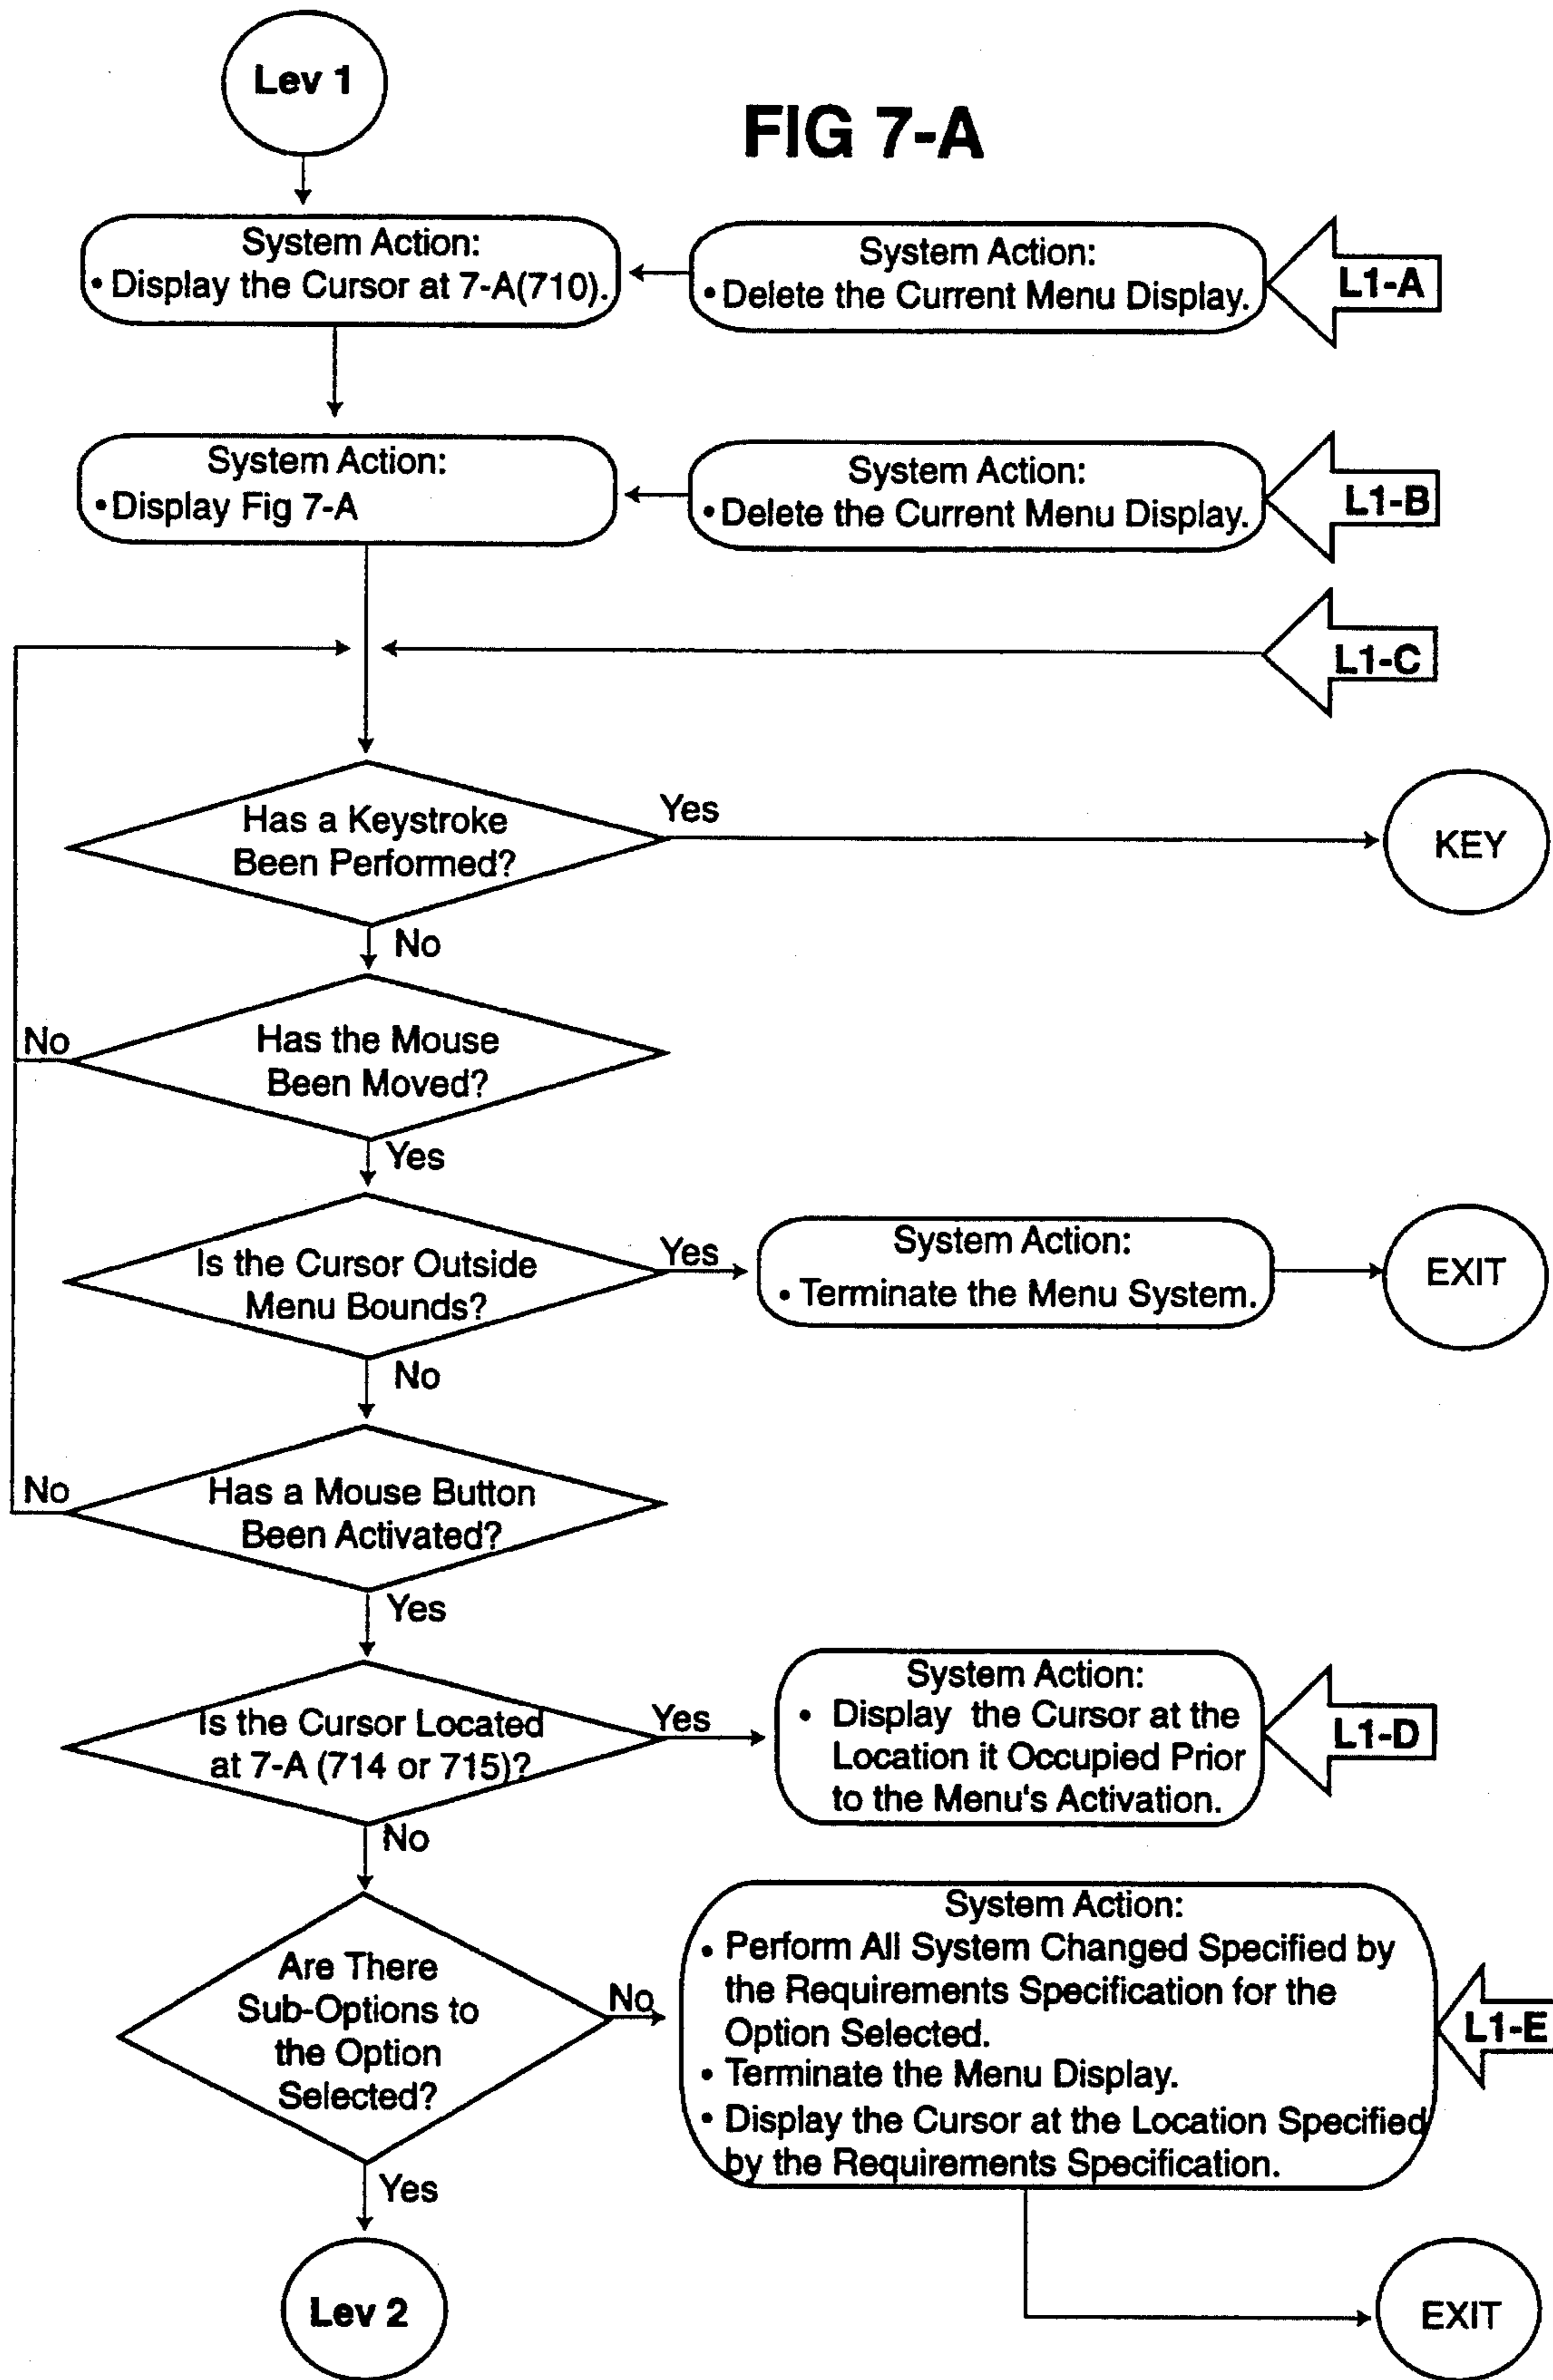 Lev 1
FIG 7-A
System Action:
• Display the Cursor at 7-A(710).
System Action:
• Delete the Current Menu Display.
L1-A
System Action:
• Display Fig 7-A
System Action:
• Delete the Current Menu Display.
L1-B
L1-C
Has a Keystroke
Been Performed?
Yes
KEY
No
Has the Mouse
Been Moved?
No
Yes
Is the Cursor Outside
Menu Bounds?
Yes
System Action:
• Terminate the Menu System.
EXIT
No
Has a Mouse Button
Been Activated?
No
Yes
Is the Cursor Located
at 7-A (714 or 715)?
Yes
System Action:
• Display the Cursor at the
Location it Occupied Prior
to the Menu's Activation.
L1-D
No
Are There
Sub-Options to
the Option
Selected?
No
System Action:
• Perform All System Changed Specified by
the Requirements Specification for the
Option Selected.
• Terminate the Menu Display.
• Display the Cursor at the Location Specified
by the Requirements Specification.
L1-E
Yes
Lev 2
EXIT